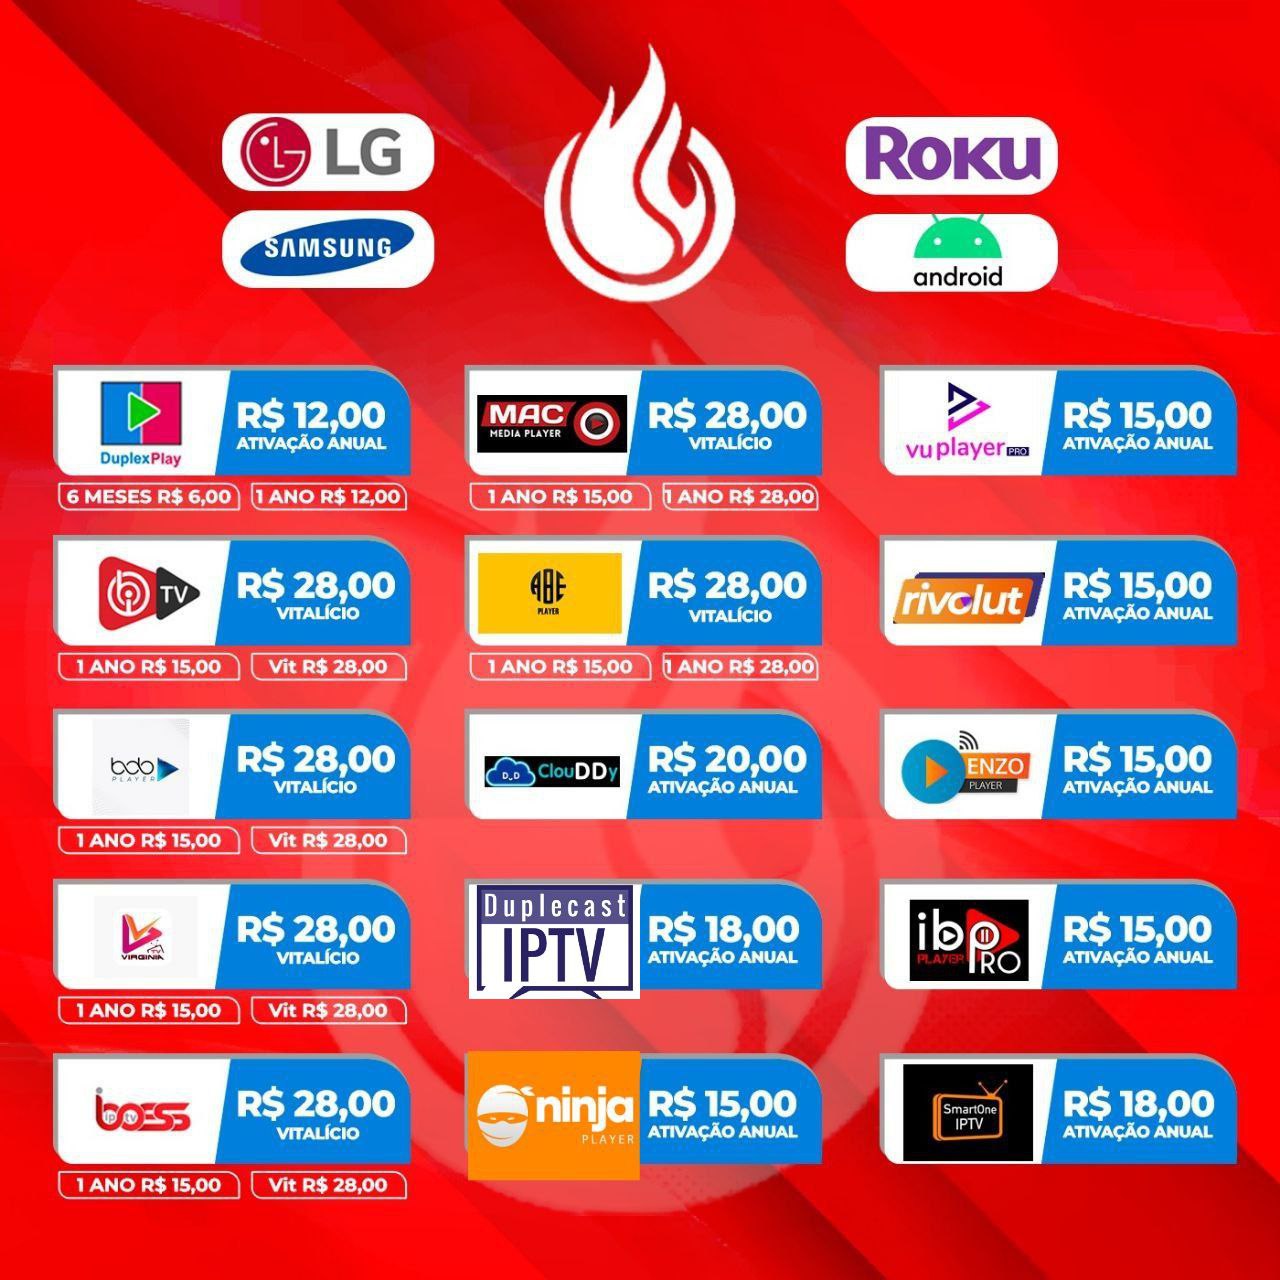 LG
SAMSUNG
ROKU
android
DuplexPlay
R$ 12,00
ATIVAÇÃO ANUAL
6 MESES R$ 6,00
1 ANO R$ 12,00
MAC
MEDIA PLAYER
R$ 28,00
VITALÍCIO
1 ANO R$ 15,00
1 ANO R$ 28,00
vu player PRO
R$ 15,00
ATIVAÇÃO ANUAL
TV
R$ 28,00
VITALÍCIO
1 ANO R$ 15,00
Vit R$ 28,00
ABE
PLAYER
R$ 28,00
VITALÍCIO
1 ANO R$ 15,00
1 ANO R$ 28,00
rivolut
R$ 15,00
ATIVAÇÃO ANUAL
bob
PLAYER
R$ 28,00
VITALÍCIO
1 ANO R$ 15,00
Vit R$ 28,00
D_D
ClouDDy
R$ 20,00
ATIVAÇÃO ANUAL
ENZO
PLAYER
R$ 15,00
ATIVAÇÃO ANUAL
TV
VIRGINIA
R$ 28,00
VITALÍCIO
1 ANO R$ 15,00
Vit R$ 28,00
Duplecast
IPTV
R$ 18,00
ATIVAÇÃO ANUAL
ibo
PLAYER PRO
R$ 15,00
ATIVAÇÃO ANUAL
iboss
iptv
R$ 28,00
VITALÍCIO
1 ANO R$ 15,00
Vit R$ 28,00
ninja
PLAYER
R$ 15,00
ATIVAÇÃO ANUAL
SmartOne
IPTV
R$ 18,00
ATIVAÇÃO ANUAL